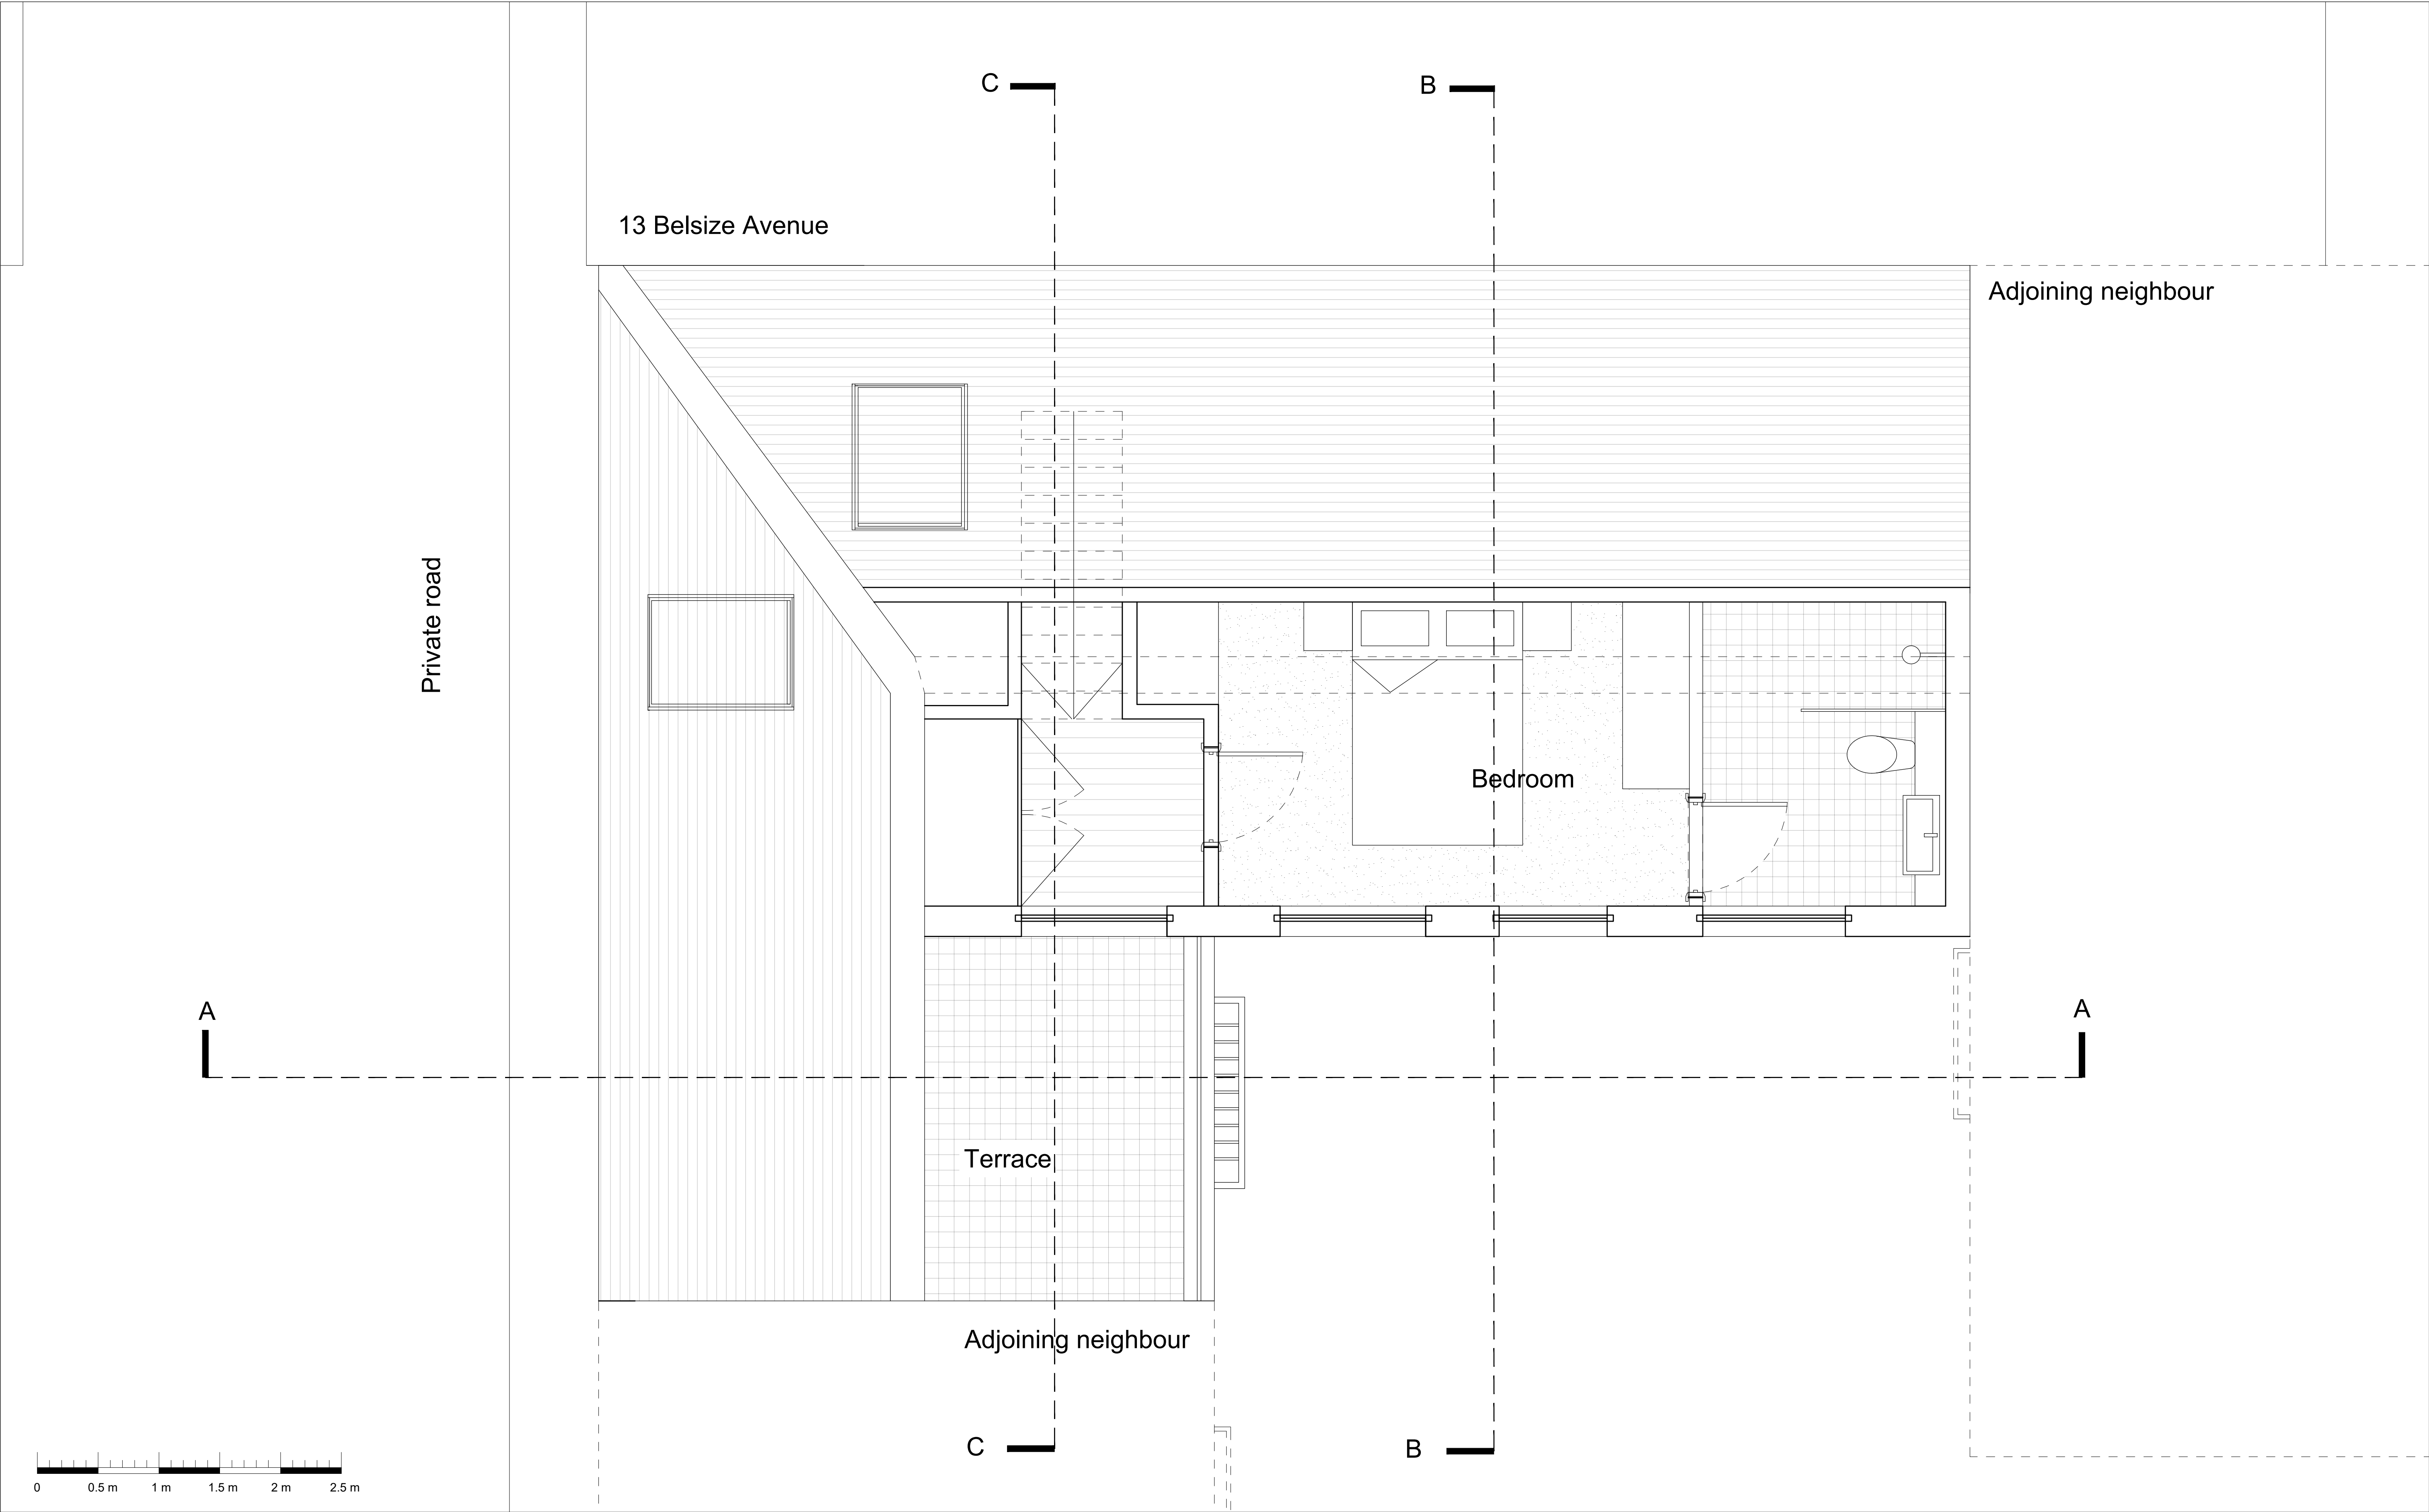 C
B
13 Belsize Avenue
Adjoining neighbour
Private road
Bedroom
A
A
Terrace
Adjoining neighbour
C
B
0 0.5 m 1 m 1.5 m 2 m 2.5 m